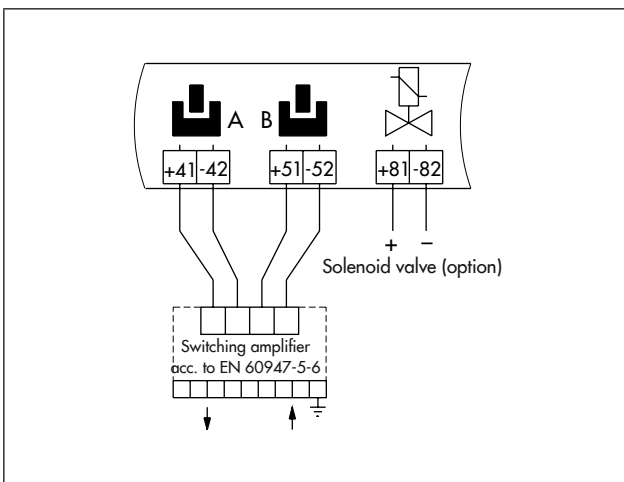 A B
+41 -42 +51 -52 +81 -82
+ −
Solenoid valve (option)
Switching amplifier
acc. to EN 60947-5-6